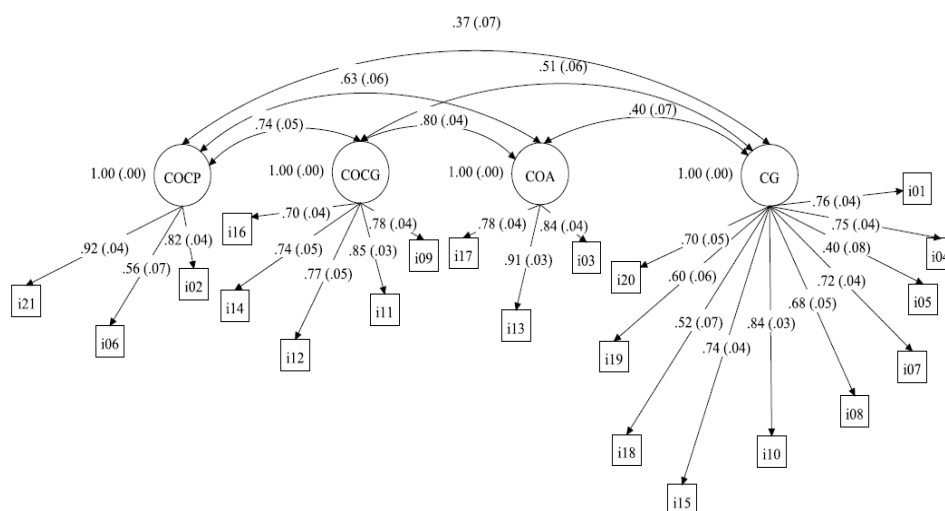 .37 (.07)
.63 (.06)
.51 (.06)
.74 (.05)
.80 (.04)
.40 (.07)
1.00 (.00)
COCP
1.00 (.00)
COCG
1.00 (.00)
COA
1.00 (.00)
CG
.92 (.04)
.56 (.07)
.82 (.04)
i21
i06
i02
.70 (.04)
.74 (.05)
.77 (.05)
.85 (.03)
.78 (.04)
i16
i14
i12
i11
i09
.78 (.04)
.91 (.03)
.84 (.04)
i17
i13
i03
.76 (.04)
.75 (.04)
.40 (.08)
.72 (.04)
.68 (.05)
.84 (.03)
.74 (.04)
.52 (.07)
.60 (.06)
.70 (.05)
i01
i04
i05
i07
i08
i10
i15
i18
i19
i20